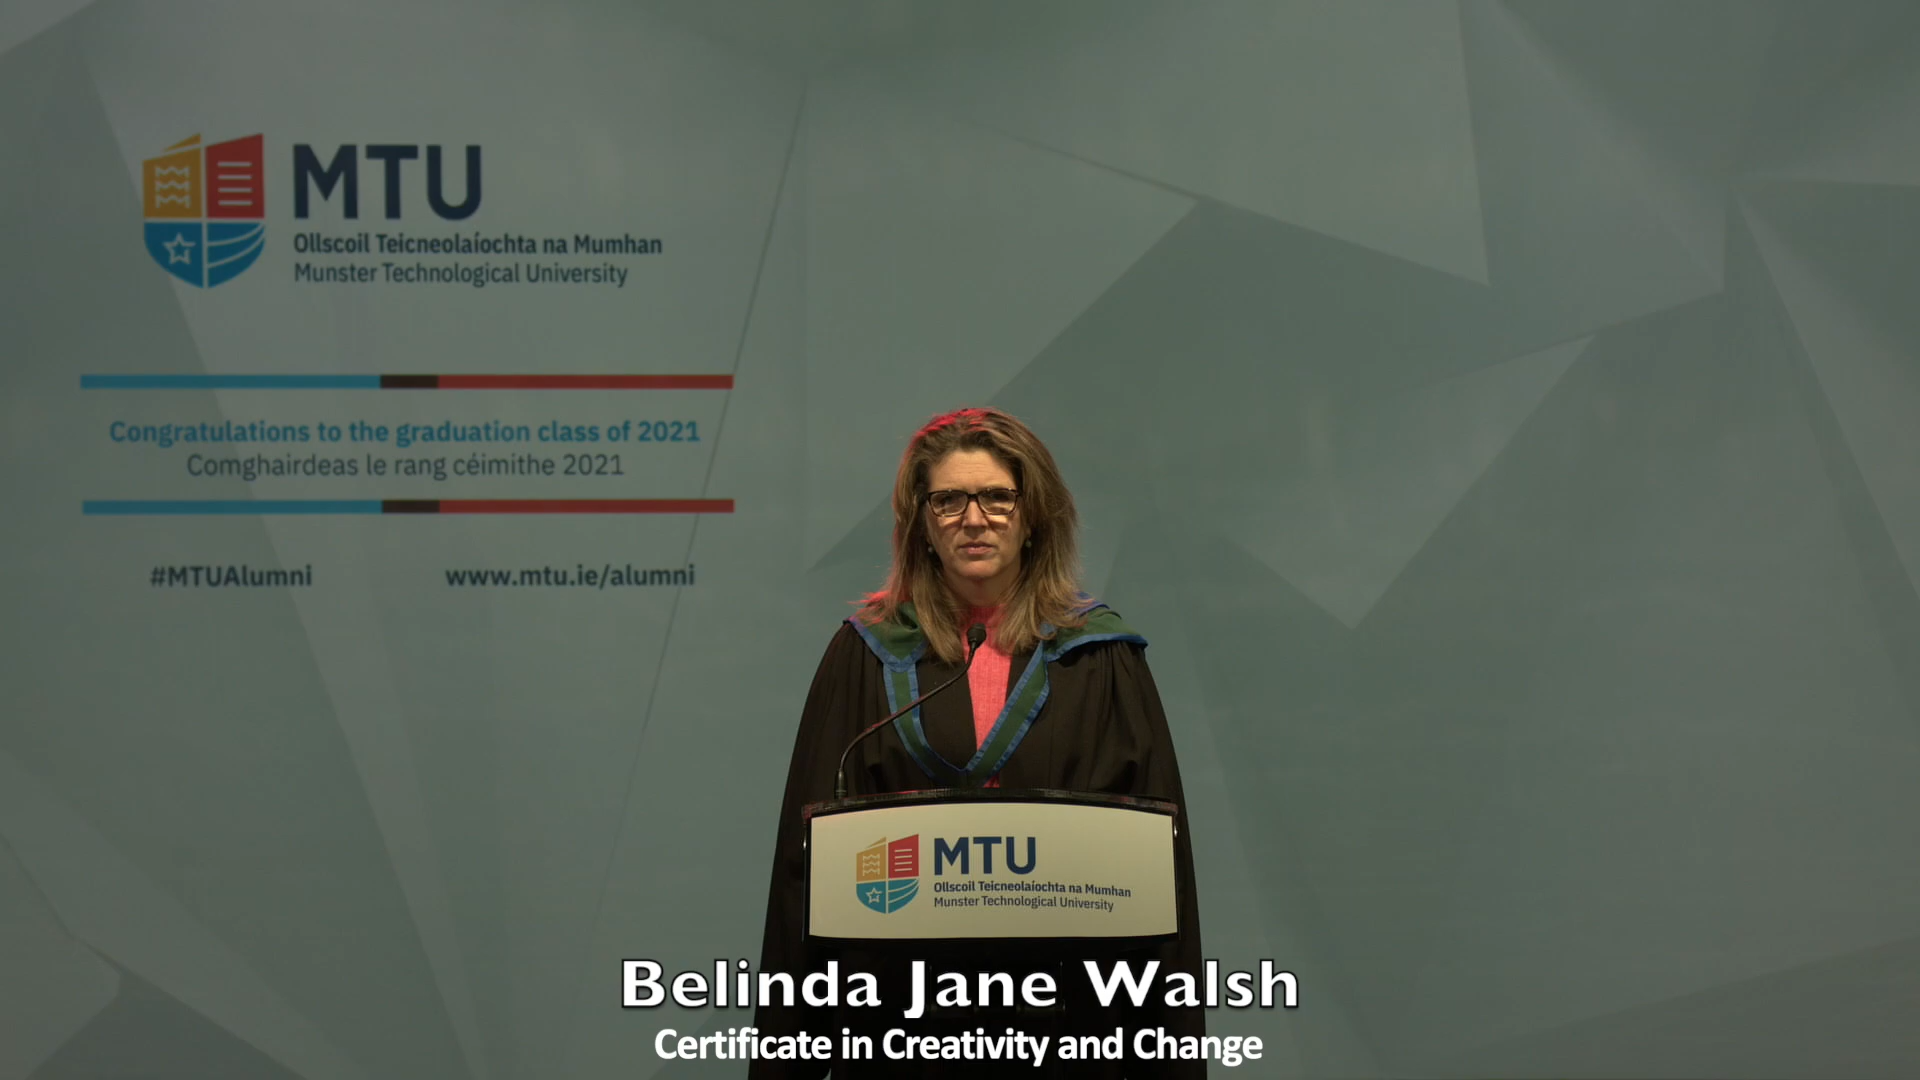 MTU
Ollscoil Teicneolaíochta na Mumhan
Munster Technological University
Congratulations to the graduation class of 2021
Comghairdeas le rang céimithe 2021
#MTUAlumni
www.mtu.ie/alumni
MTU
Ollscoil Teicneolaíochta na Mumhan
Munster Technological University
Belinda Jane Walsh
Certificate in Creativity and Change